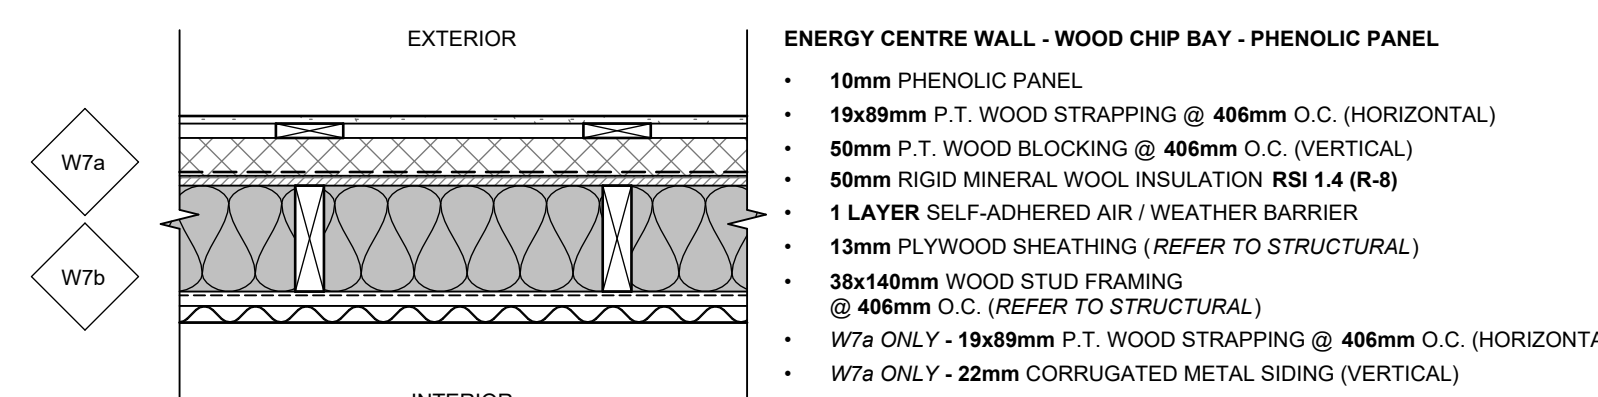 EXTERIOR
W7a
W7b
ENERGY CENTRE WALL - WOOD CHIP BAY - PHENOLIC PANEL
• 10mm PHENOLIC PANEL
• 19x89mm P.T. WOOD STRAPPING @ 406mm O.C. (HORIZONTAL)
• 50mm P.T. WOOD BLOCKING @ 406mm O.C. (VERTICAL)
• 50mm RIGID MINERAL WOOL INSULATION RSI 1.4 (R-8)
• 1 LAYER SELF-ADHERED AIR / WEATHER BARRIER
• 13mm PLYWOOD SHEATHING (REFER TO STRUCTURAL)
• 38x140mm WOOD STUD FRAMING
@ 406mm O.C. (REFER TO STRUCTURAL)
• W7a ONLY - 19x89mm P.T. WOOD STRAPPING @ 406mm O.C. (HORIZONTA
• W7a ONLY - 22mm CORRUGATED METAL SIDING (VERTICAL)
INTERIOR